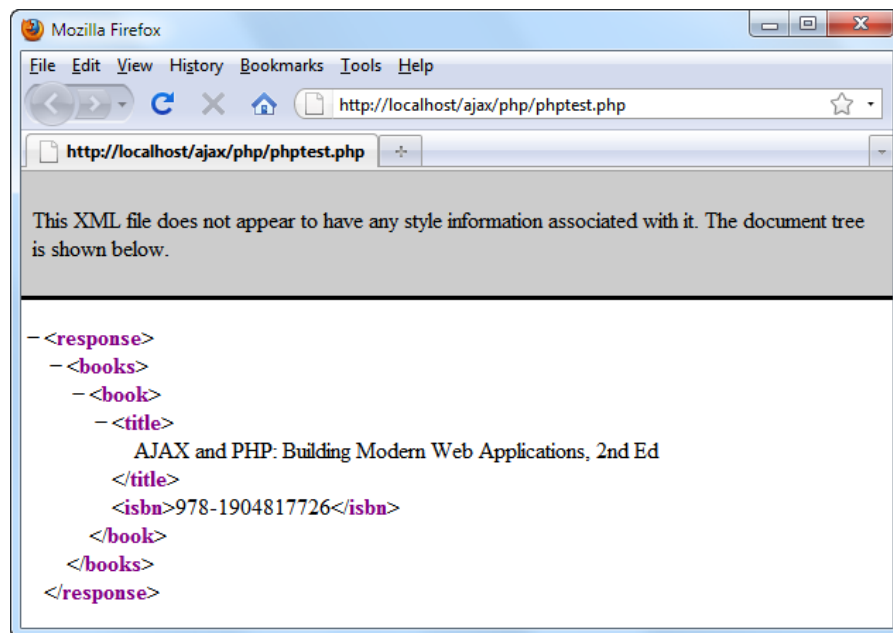 Mozilla Firefox
File Edit View History Bookmarks Tools Help
http://localhost/ajax/php/phptest.php
http://localhost/ajax/php/phptest.php
This XML file does not appear to have any style information associated with it. The document tree
is shown below.
− <response>
− <books>
− <book>
− <title>
AJAX and PHP: Building Modern Web Applications, 2nd Ed
</title>
<isbn>978-1904817726</isbn>
</book>
</books>
</response>